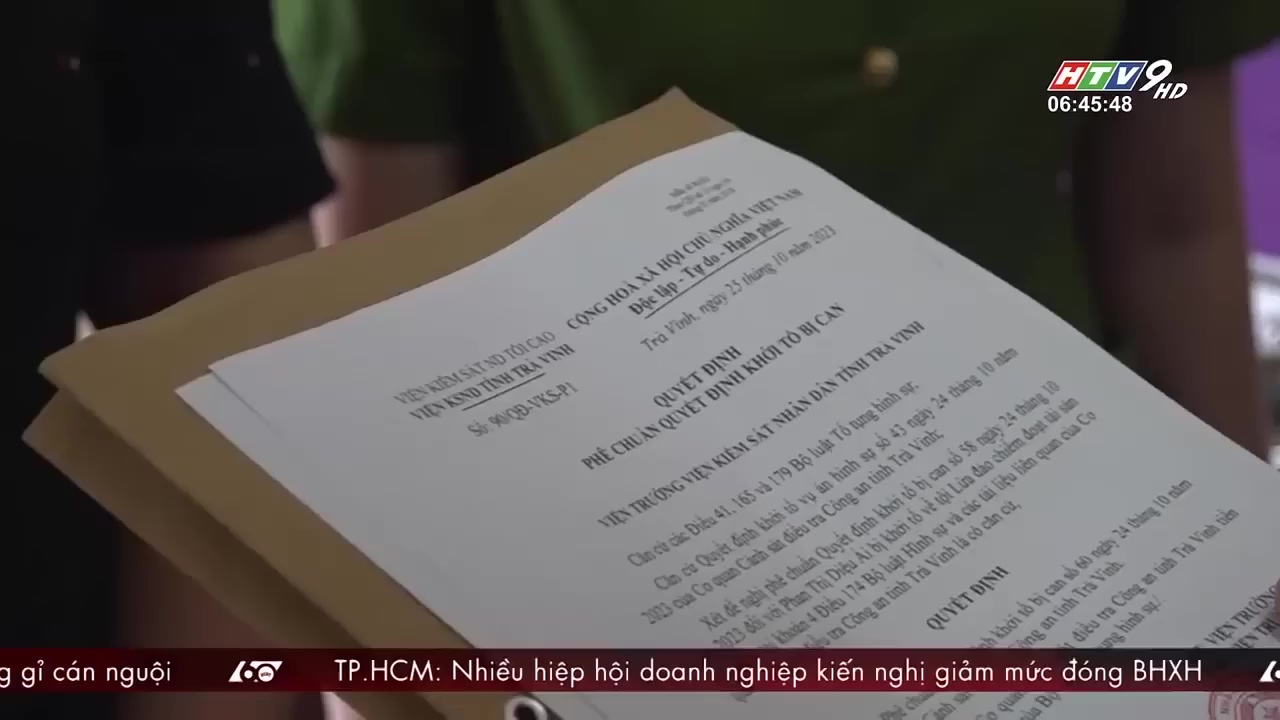 HTV9 HD
06:45:48
CỘNG HOÀ XÃ HỘI CHỦ NGHĨA VIỆT NAM
Độc lập - Tự do - Hạnh phúc
VIỆN KIỂM SÁT ND TỐI CAO
VIỆN KSND TỈNH TRÀ VINH
Số: 90/QĐ-VKS-P1
Trà Vinh, ngày 25 tháng 10 năm 2023
QUYẾT ĐỊNH
PHÊ CHUẨN QUYẾT ĐỊNH KHỞI TỐ BỊ CAN
VIỆN TRƯỞNG VIỆN KIỂM SÁT NHÂN DÂN TỈNH TRÀ VINH
Căn cứ các Điều 41, 165 và 179 Bộ luật Tố tụng hình sự;
Căn cứ Quyết định khởi tố vụ án hình sự số 43 ngày 24 tháng 10 năm
2023 của Cơ quan Cảnh sát điều tra Công an tỉnh Trà Vinh;
Xét đề nghị phê chuẩn Quyết định khởi tố bị can số 58 ngày 24 tháng 10
2023 đối với Phan Thị Diệu Ái bị khởi tố về tội Lừa đảo chiếm đoạt tài sản
khoản 4 Điều 174 Bộ luật Hình sự và các tài liệu liên quan của Cơ
điều tra Công an tỉnh Trà Vinh là có căn cứ,
QUYẾT ĐỊNH
khởi tố bị can số 60 ngày 24 tháng 10 năm
Công an tỉnh Trà Vinh.
điều tra Công an tỉnh Trà Vinh tiến
hình sự./.
VIỆN TRƯỞNG
g gỉ cán nguội
60 giây
TP.HCM: Nhiều hiệp hội doanh nghiệp kiến nghị giảm mức đóng BHXH